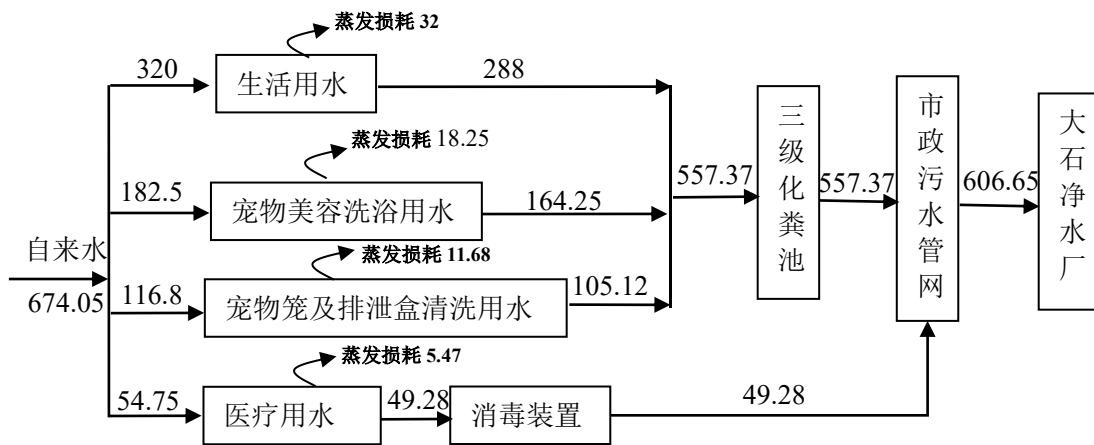 蒸发损耗 32
320
生活用水
288
蒸发损耗 18.25
182.5
宠物美容洗浴用水
164.25
自来水
674.05
蒸发损耗 11.68
116.8
宠物笼及排泄盒清洗用水
105.12
蒸发损耗 5.47
54.75
医疗用水
49.28
消毒装置
49.28
557.37
三级化粪池
557.37
市政污水管网
606.65
大石净水厂